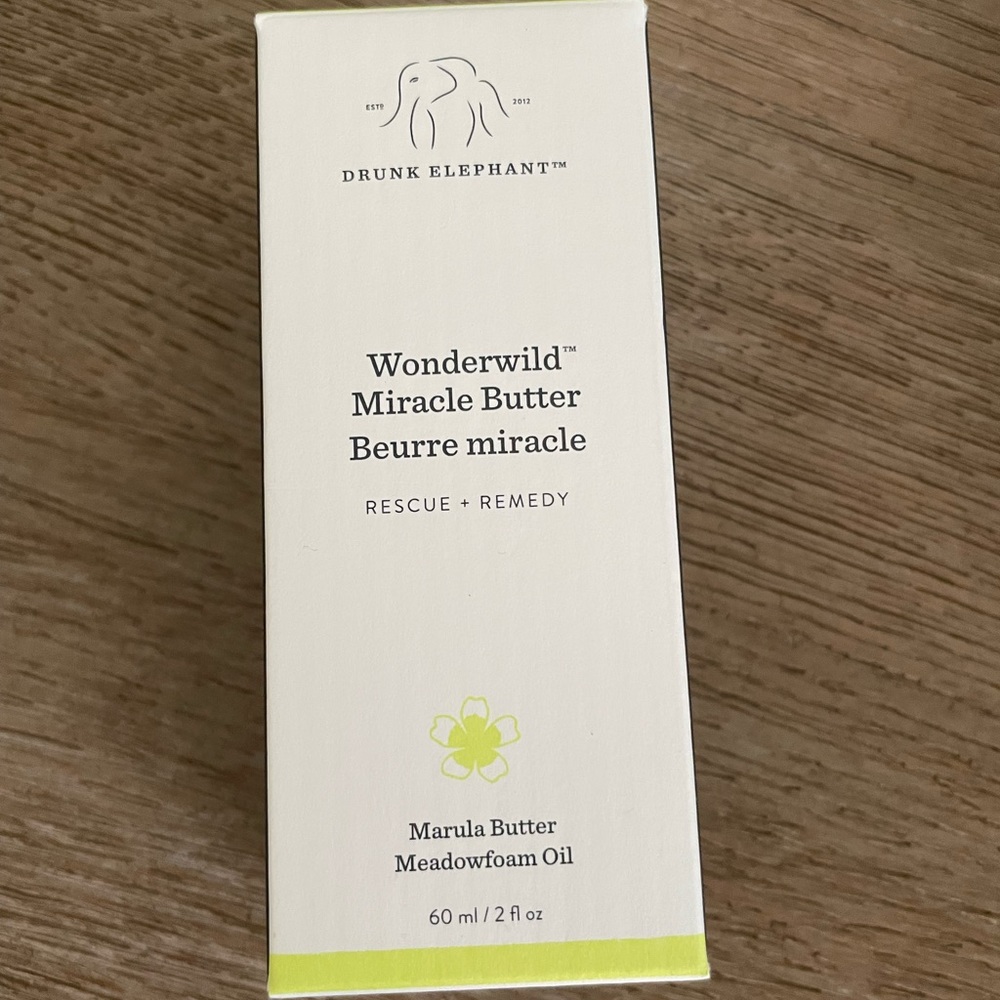 ESTD 2012
DRUNK ELEPHANT™
Wonderwild™
Miracle Butter
Beurre miracle
RESCUE + REMEDY
Marula Butter
Meadowfoam Oil
60 ml / 2 fl oz